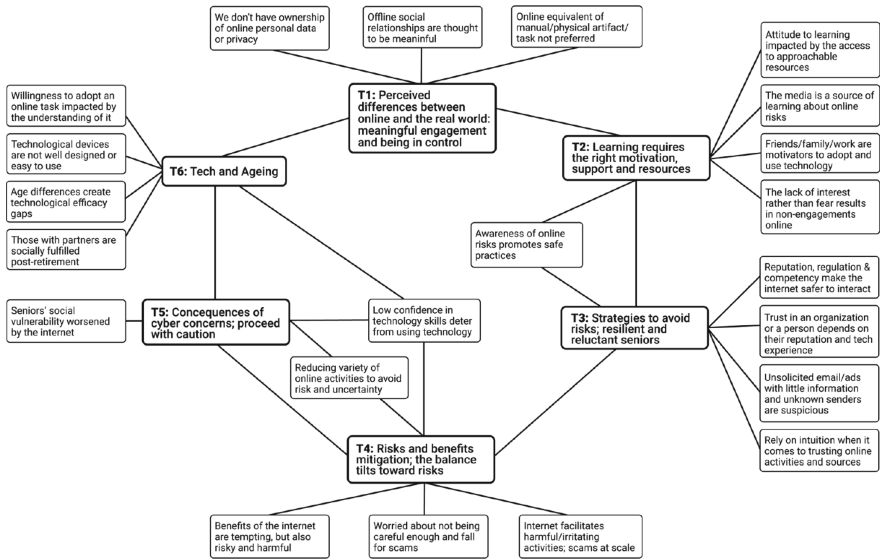 We don't have ownership
of online personal data
or privacy
Offline social
relationships are thought
to be meaninful
Online equivalent of
manual/physical artifact/
task not preferred
T1: Perceived
differences between
online and the real world:
meaningful engagement
and being in control
Attitude to learning
impacted by the access
to approachable
resources
The media is a source of
learning about online
risks
Friends/family/work are
motivators to adopt and
use technology
The lack of interest
rather than fear results
in non-engagements
online
T2: Learning requires
the right motivation,
support and resources
Willingness to adopt an
online task impacted by
the understanding of it
Technological devices
are not well designed or
easy to use
Age differences create
technological efficacy
gaps
Those with partners are
socially fulfilled
post-retirement
T6: Tech and Ageing
Awareness of online
risks promotes safe
practices
Seniors' social
vulnerability worsened
by the internet
T5: Concequences of
cyber concerns; proceed
with caution
Low confidence in
technology skills deter
from using technology
Reducing variety of
online activities to avoid
risk and uncertainty
T3: Strategies to avoid
risks; resilient and
reluctant seniors
Reputation, regulation &
competency make the
internet safer to interact
Trust in an organization
or a person depends on
their reputation and tech
experience
Unsolicited email/ads
with little information
and unknown senders
are suspicious
Rely on intuition when it
comes to trusting online
activities and sources
T4: Risks and benefits
mitigation; the balance
tilts toward risks
Benefits of the internet
are tempting, but also
risky and harmful
Worried about not being
careful enough and fall
for scams
Internet facilitates
harmful/irritating
activities; scams at scale